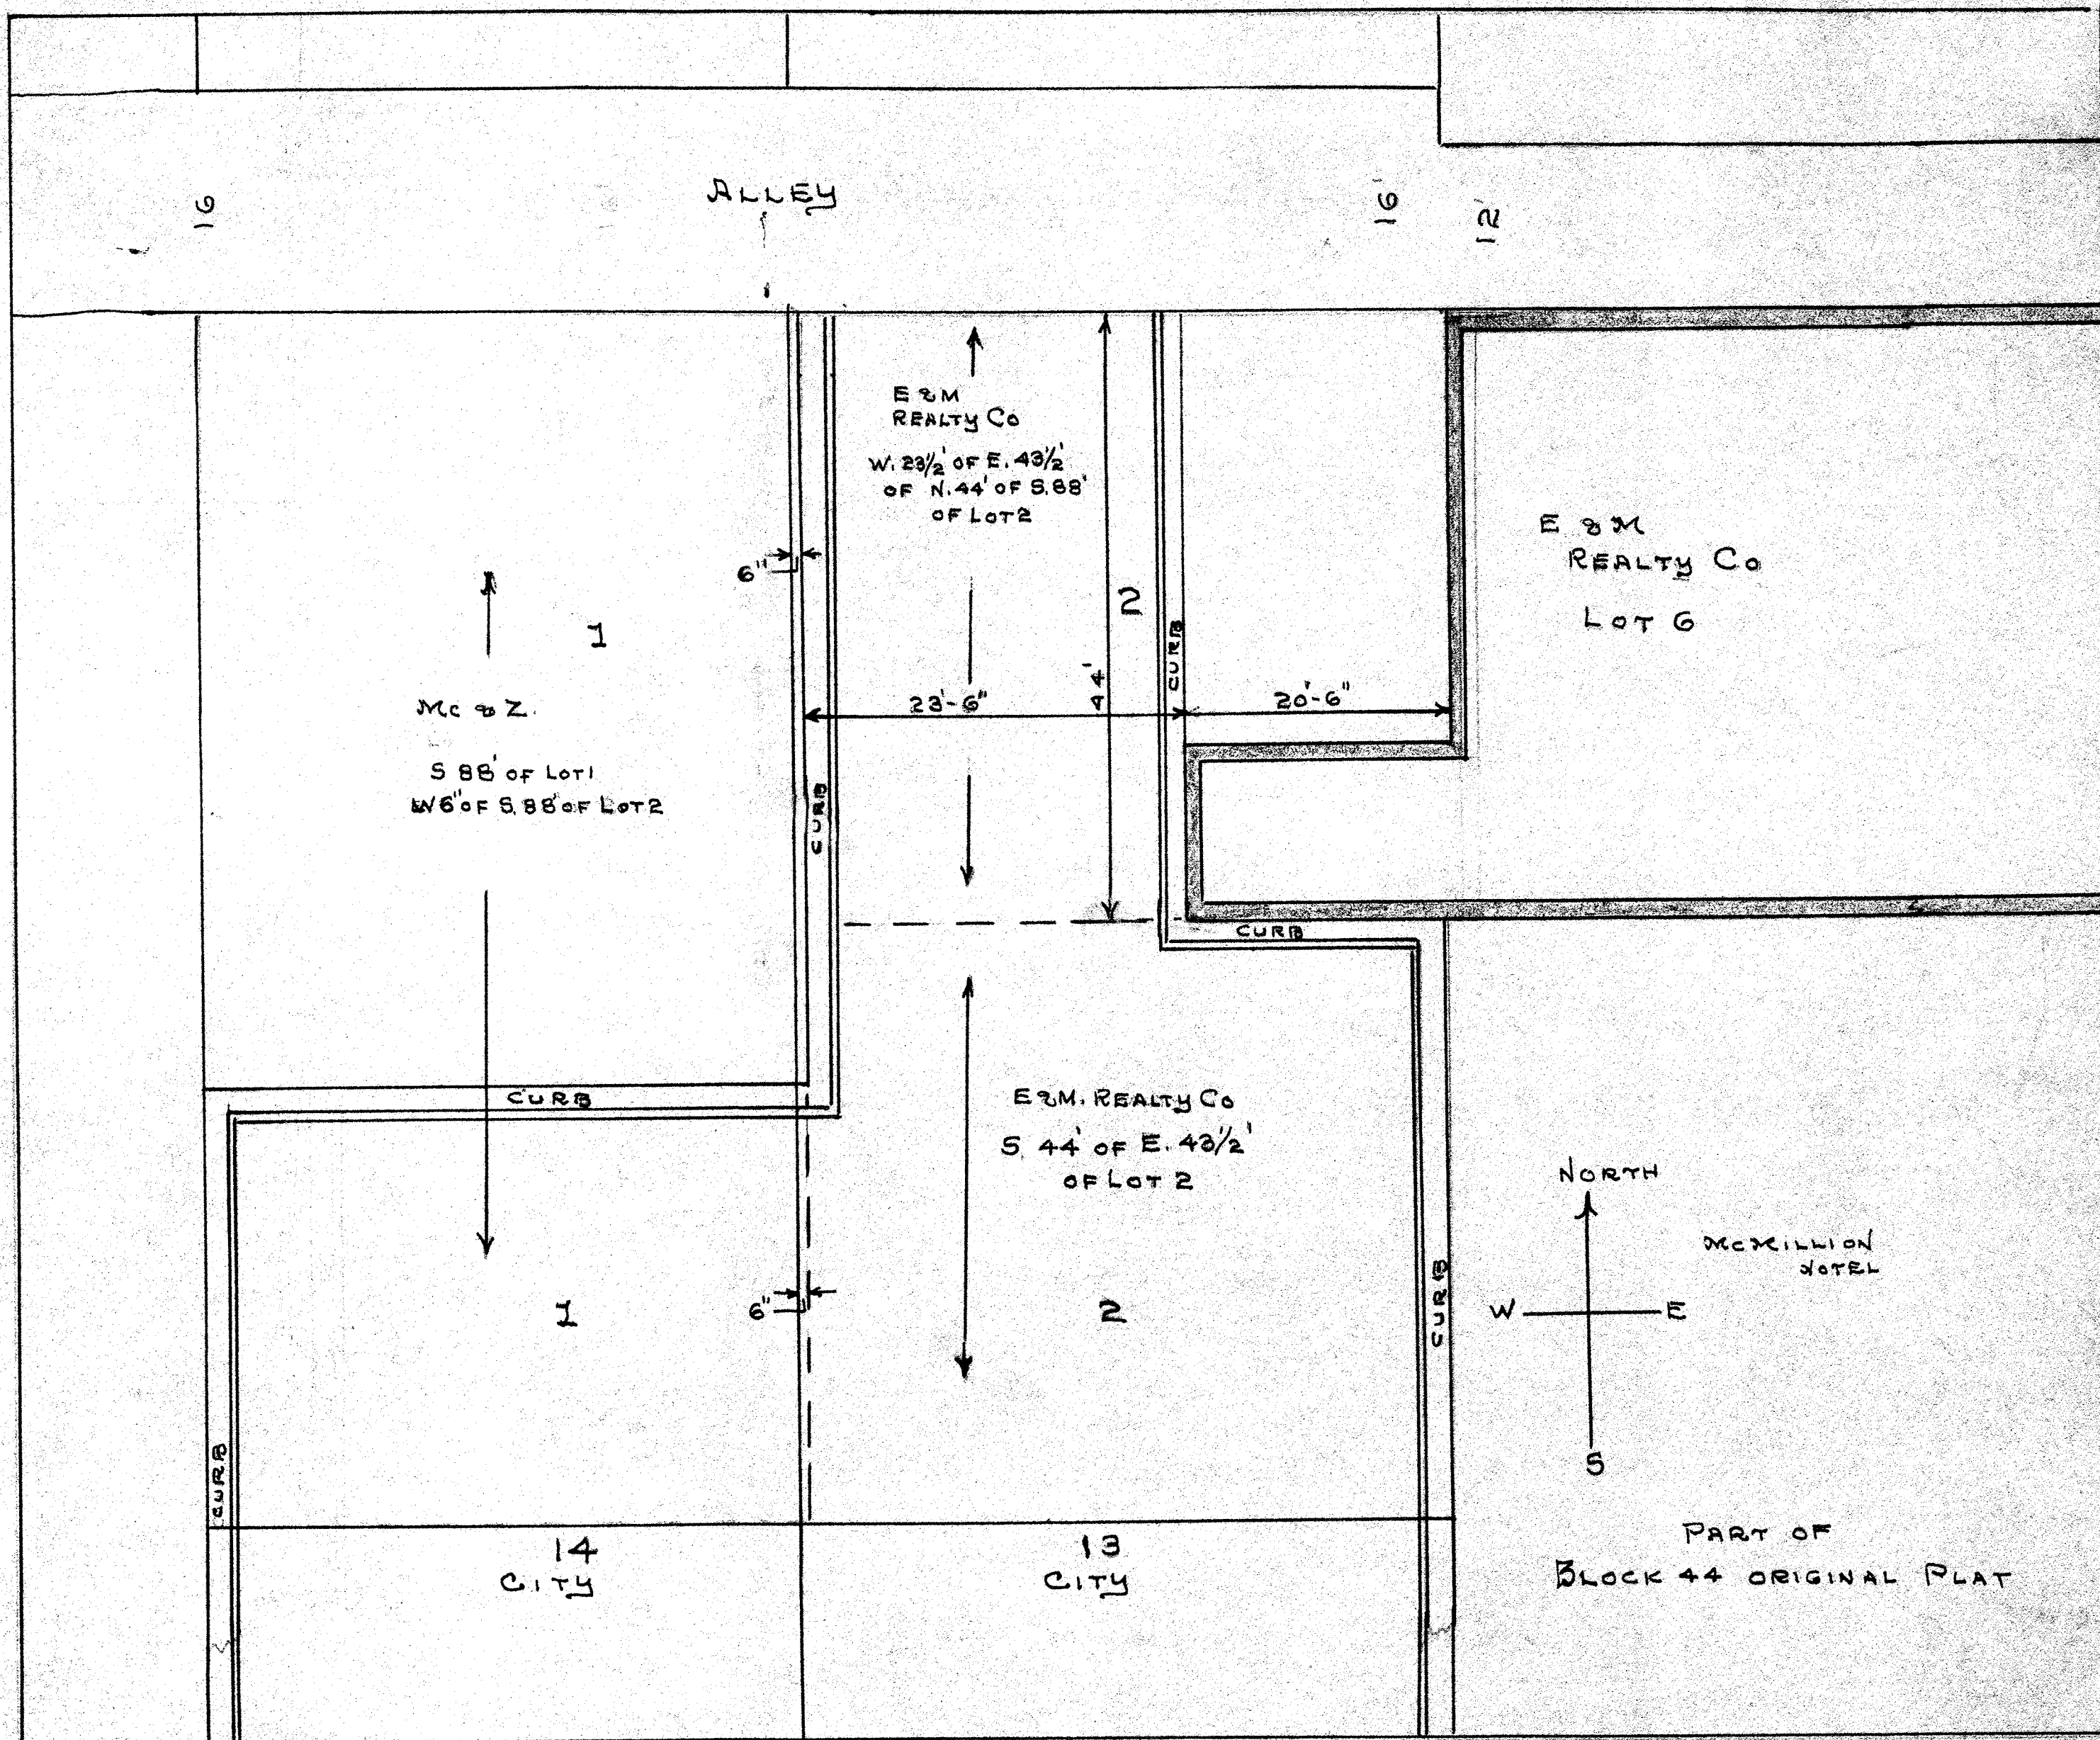 ALLEY
16
16'
12'
E & M
REALTY CO
W. 23½' OF E. 43½'
OF N. 44' OF S. 88'
OF LOT 2
6"
1
2
CURB
44'
23'-6"
20'-6"
E & M
REALTY CO
LOT 6
MC & Z.
S 88' OF LOT 1
W 6" OF S. 88' OF LOT 2
CURB
CURB
CURB
E & M. REALTY CO
S. 44' OF E. 43½'
OF LOT 2
NORTH
MCMILLION
HOTEL
W
E
S
CURB
1
6"
2
CURB
14
CITY
13
CITY
PART OF
BLOCK 44 ORIGINAL PLAT